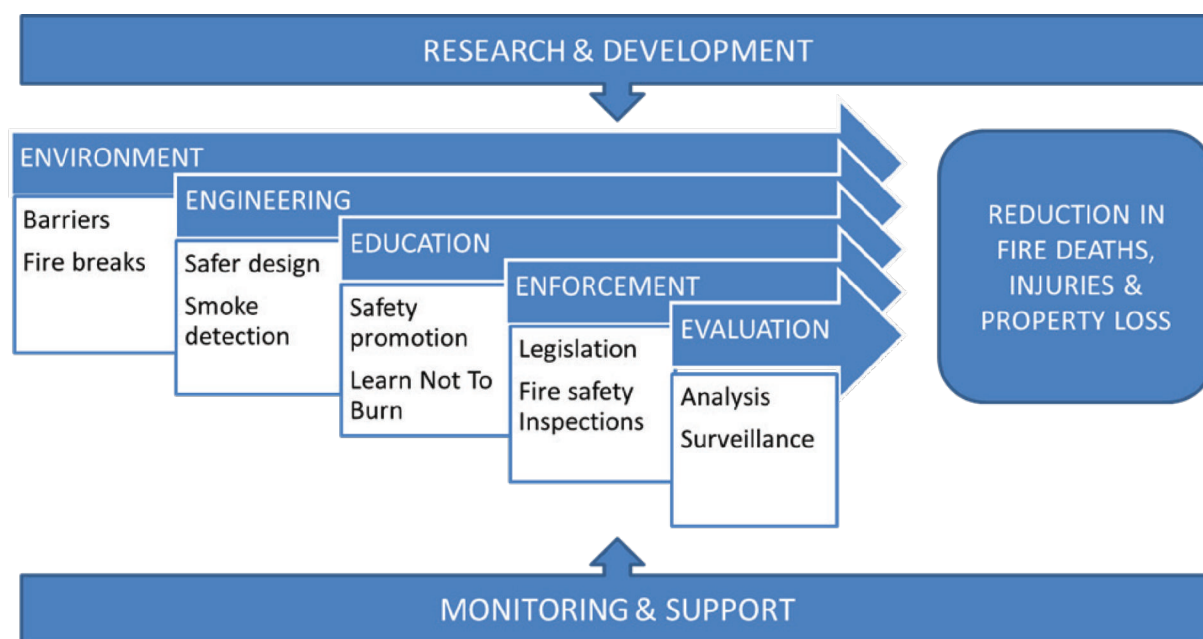 RESEARCH & DEVELOPMENT
ENVIRONMENT
Barriers
Fire breaks
ENGINEERING
Safer design
Smoke
detection
EDUCATION
Safety
promotion
Learn Not To
Burn
ENFORCEMENT
Legislation
Fire safety
Inspections
EVALUATION
Analysis
Surveillance
REDUCTION IN
FIRE DEATHS,
INJURIES &
PROPERTY LOSS
MONITORING & SUPPORT